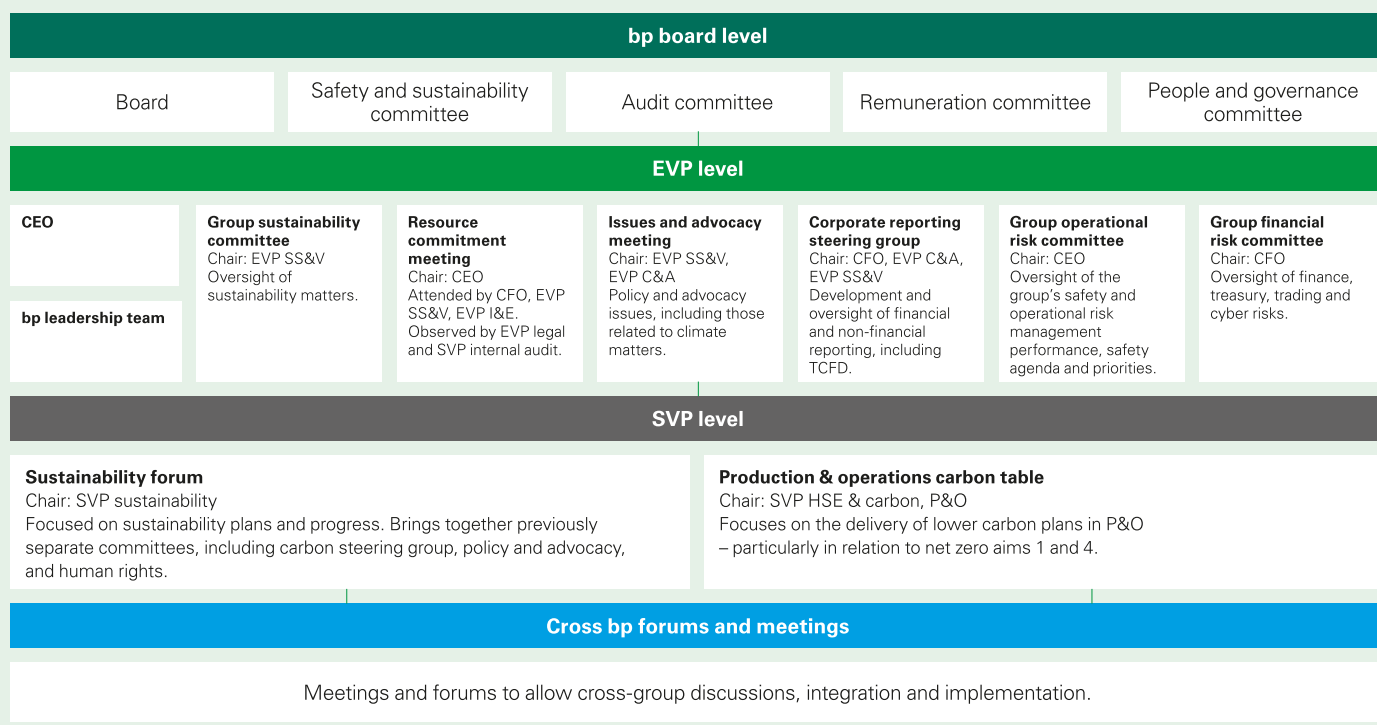 bp board level
Board
Safety and sustainability
committee
Audit committee
Remuneration committee
People and governance
committee
EVP level
CEO
bp leadership team
Group sustainability
committee
Chair: EVP SS&V
Oversight of
sustainability matters.
Resource
commitment
meeting
Chair: CEO
Attended by CFO, EVP
SS&V, EVP I&E.
Observed by EVP legal
and SVP internal audit.
Issues and advocacy
meeting
Chair: EVP SS&V,
EVP C&A
Policy and advocacy
issues, including those
related to climate
matters.
Corporate reporting
steering group
Chair: CFO, EVP C&A,
EVP SS&V
Development and
oversight of financial
and non-financial
reporting, including
TCFD.
Group operational
risk committee
Chair: CEO
Oversight of the
group’s safety and
operational risk
management
performance, safety
agenda and priorities.
Group financial
risk committee
Chair: CFO
Oversight of finance,
treasury, trading and
cyber risks.
SVP level
Sustainability forum
Chair: SVP sustainability
Focused on sustainability plans and progress. Brings together previously
separate committees, including carbon steering group, policy and advocacy,
and human rights.
Production & operations carbon table
Chair: SVP HSE & carbon, P&O
Focuses on the delivery of lower carbon plans in P&O
– particularly in relation to net zero aims 1 and 4.
Cross bp forums and meetings
Meetings and forums to allow cross-group discussions, integration and implementation.